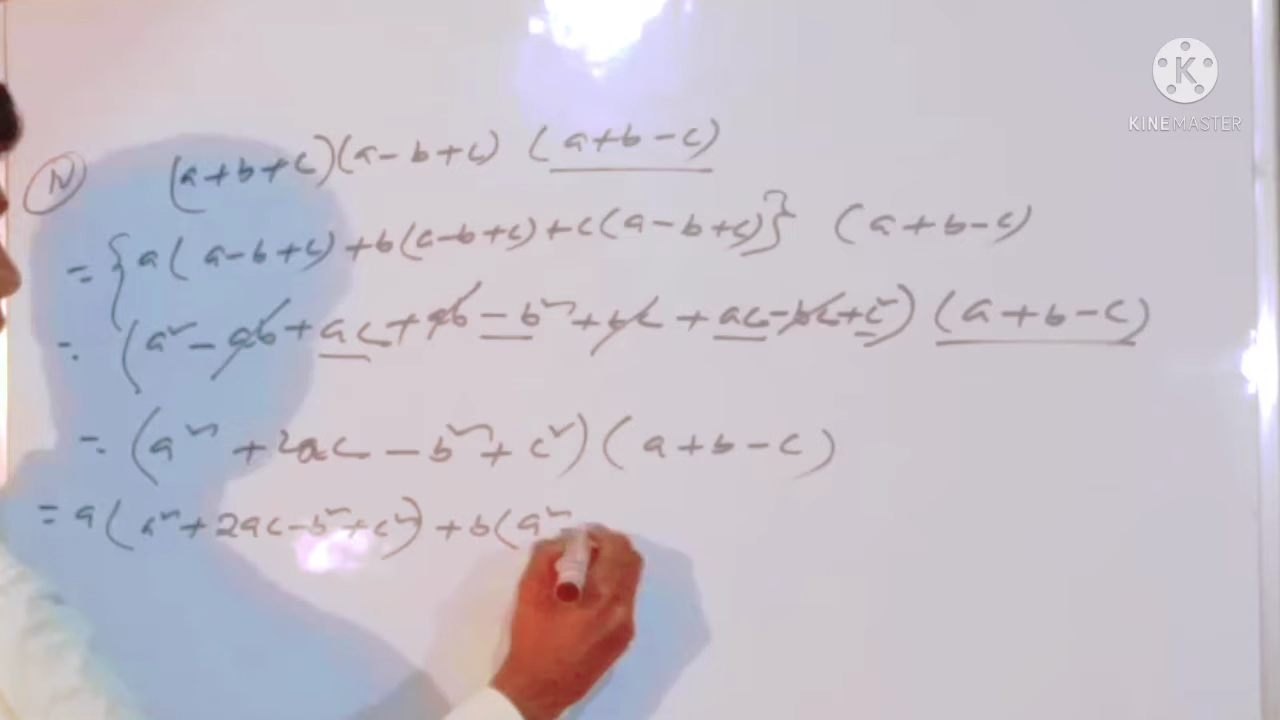 (iv) (a+b+c)(a-b+c) (a+b-c)
= {a(a-b+c)+b(a-b+c)+c(a-b+c)} (a+b-c)
= (a²-ab+ac+ab-b²+bc+ac-bc+c²)(a+b-c)
= (a²+2ac-b²+c²)(a+b-c)
= a(a²+2ac-b²+c²)+b(a²
K
KINEMASTER